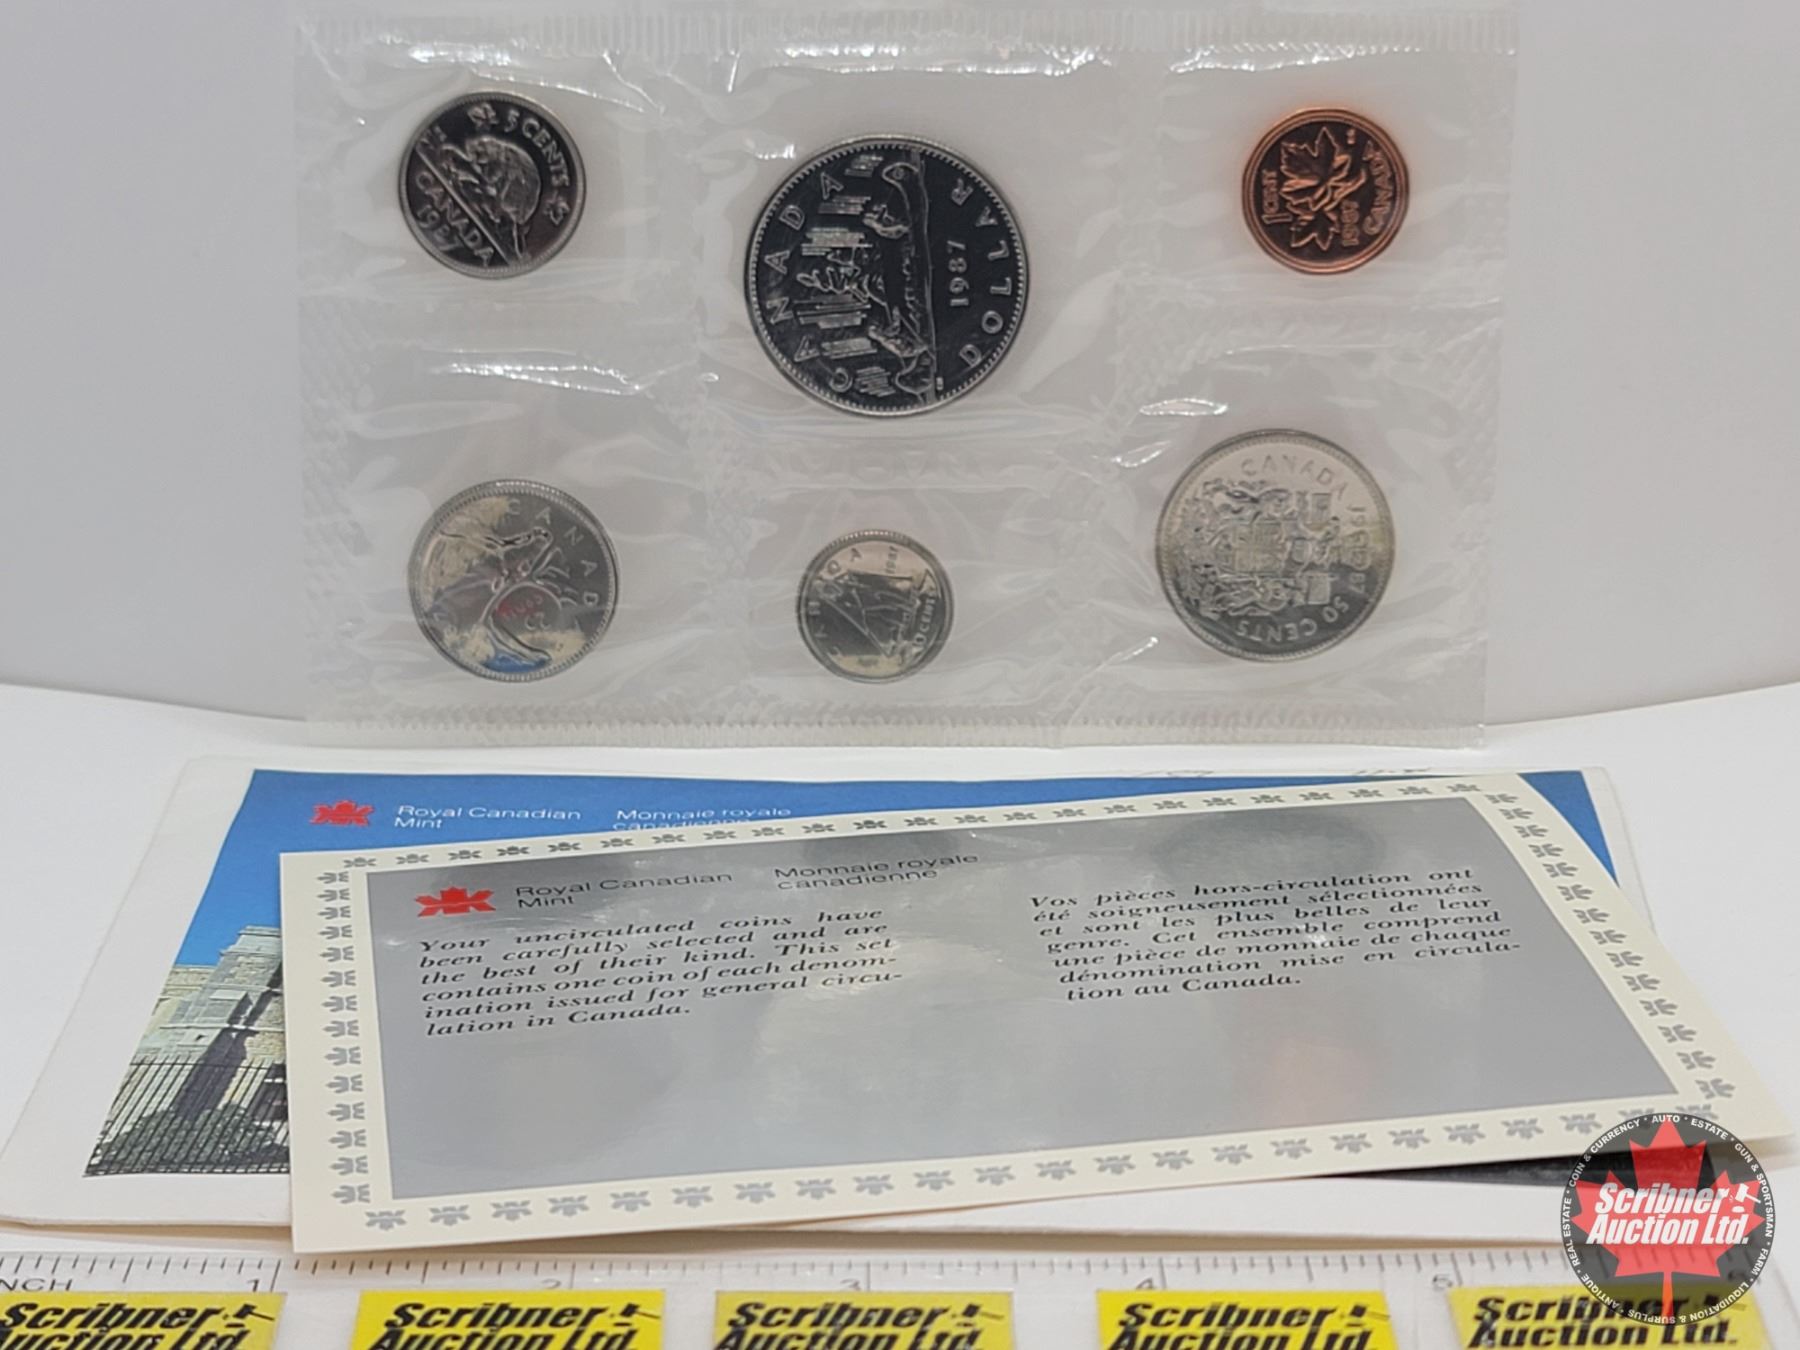 5 CENTS
CANADA
1987
CANADA
1987
DOLLAR
1 CENT
1987
CANADA
CANADA
25
CANADA
1987
10 CENTS
CANADA
1987
50 CENTS
Royal Canadian
Mint
Monnaie royale
canadienne
Royal Canadian
Mint
Monnaie royale
canadienne
Your uncirculated coins have
been carefully selected and are
the best of their kind. This set
contains one coin of each denom-
ination issued for general circu-
lation in Canada.
Vos pièces hors-circulation ont
été soigneusement sélectionnées
et sont les plus belles de leur
genre. Cet ensemble comprend
une pièce de monnaie de chaque
dénomination mise en circula-
tion au Canada.
INCH 1 2 3 4 5 6
Scribner
Auction Ltd.
Scribner
Auction Ltd.
Scribner
Auction Ltd.
Scribner
Auction Ltd.
Scribner
Auction Ltd.
REAL ESTATE * COIN & CURRENCY * AUTO * ESTATE * GUN & SPORTSMAN * FARM * LIQUIDATION & SURPLUS * ANTIQUE *
Scribner
Auction Ltd.